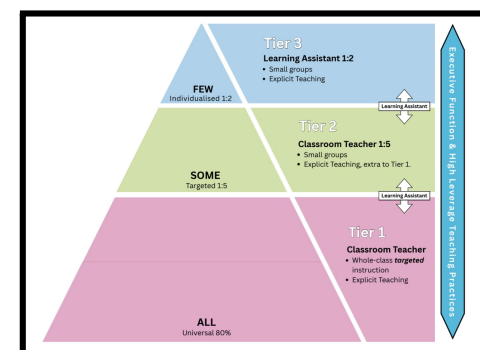 Tier 3
Learning Assistant 1:2
• Small groups
• Explicit Teaching
FEW
Individualised 1:2
Learning Assistant
Tier 2
Classroom Teacher 1:5
• Small groups
• Explicit Teaching, extra to Tier 1.
SOME
Targeted 1:5
Learning Assistant
Tier 1
Classroom Teacher
• Whole-class targeted
instruction
• Explicit Teaching
ALL
Universal 80%
Executive Function & High Leverage Teaching Practices